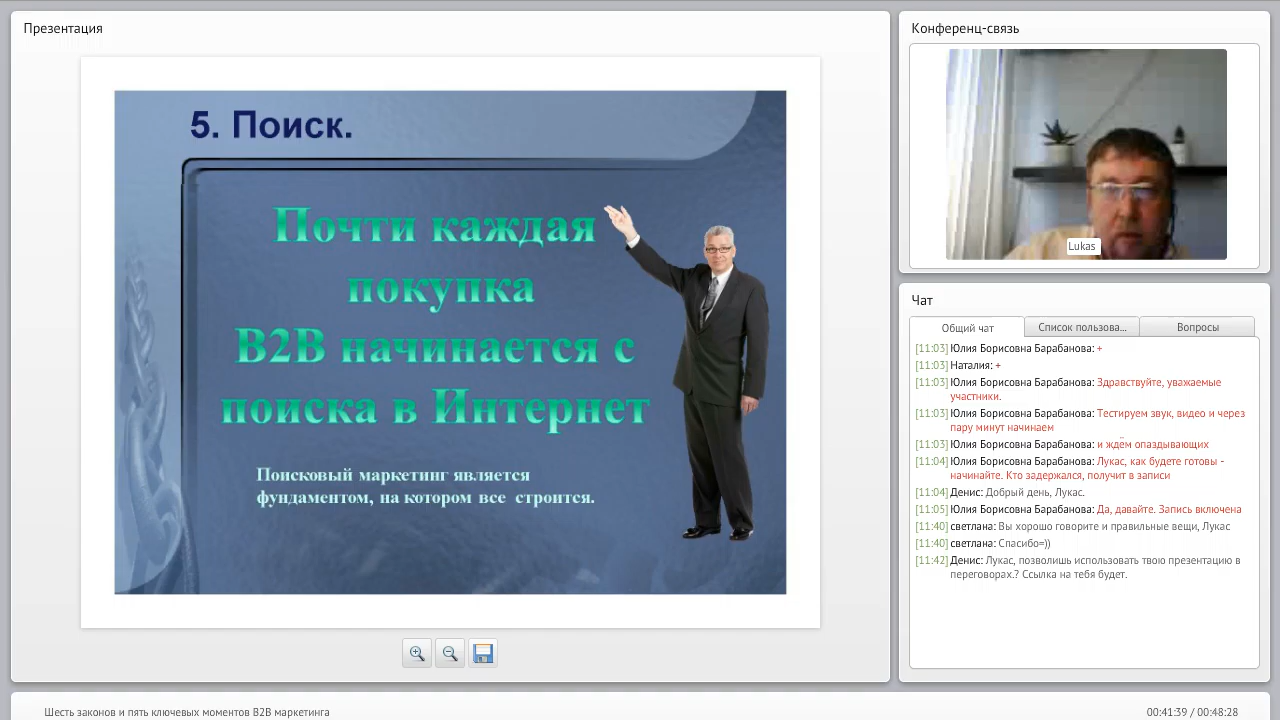 Презентация
5. Поиск.
Почти каждая
покупка
B2B начинается с
поиска в Интернет
Поисковый маркетинг является
фундаментом, на котором все строится.
Конференц-связь
Lukas
Чат
Общий чат
Список пользова...
Вопросы
[11:03] Юлия Борисовна Барабанова: +
[11:03] Наталия: +
[11:03] Юлия Борисовна Барабанова: Здравствуйте, уважаемые
участники.
[11:03] Юлия Борисовна Барабанова: Тестируем звук, видео и через
пару минут начинаем
[11:03] Юлия Борисовна Барабанова: и ждём опаздывающих
[11:04] Юлия Борисовна Барабанова: Лукас, как будете готовы -
начинайте. Кто задержался, получит в записи
[11:04] Денис: Добрый день, Лукас.
[11:05] Юлия Борисовна Барабанова: Да, давайте. Запись включена
[11:40] светлана: Вы хорошо говорите и правильные вещи, Лукас
[11:40] светлана: Спасибо=))
[11:42] Денис: Лукас, позволишь использовать твою презентацию в
переговорах.? Ссылка на тебя будет.
Шесть законов и пять ключевых моментов B2B маркетинга
00:41:39 / 00:48:28